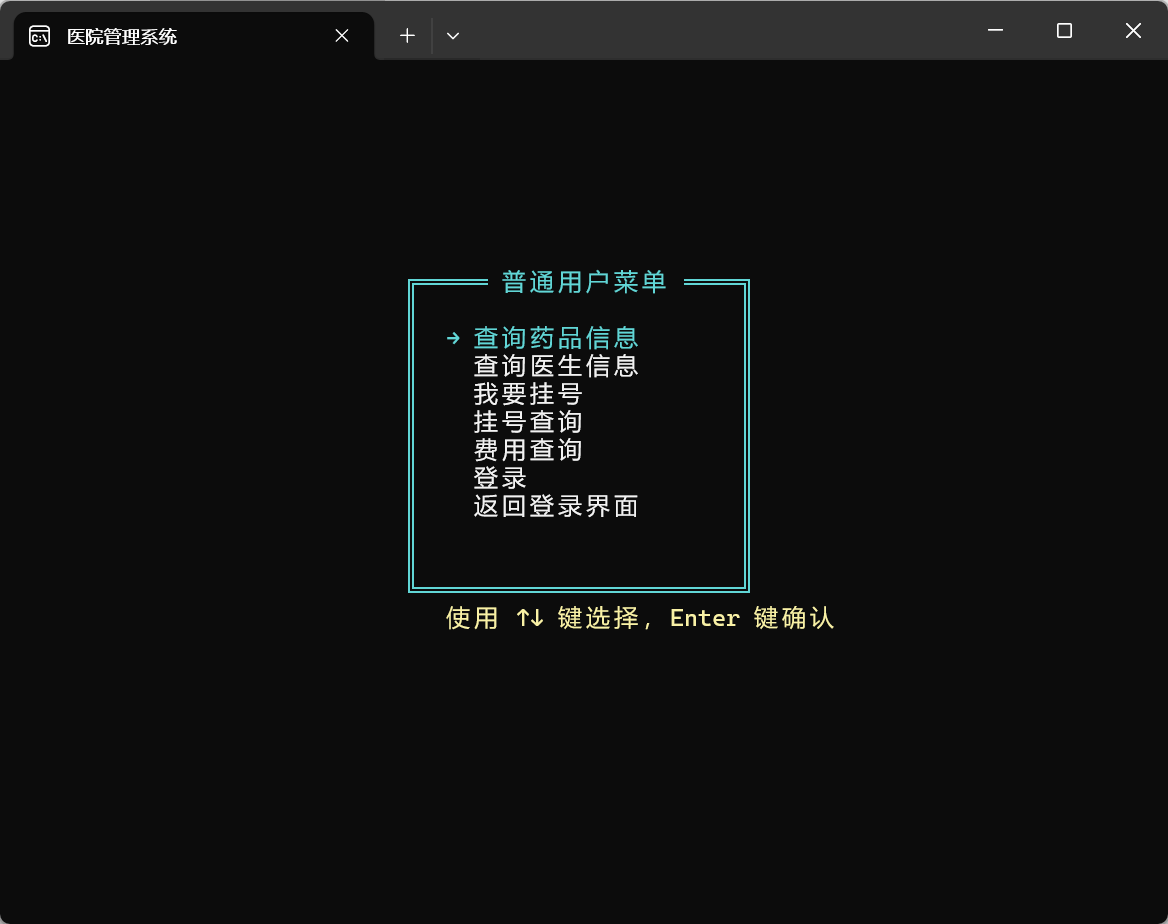 医院管理系统
普通用户菜单
→ 查询药品信息
查询医生信息
我要挂号
挂号查询
费用查询
登录
返回登录界面
使用 ↑↓ 键选择, Enter 键确认